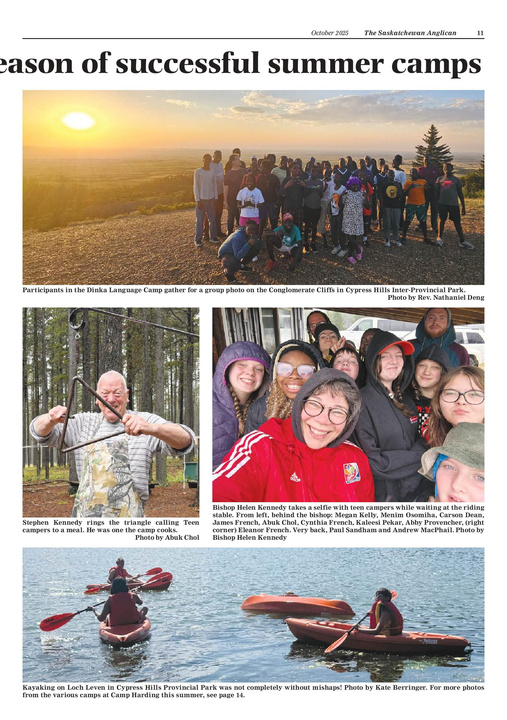 October 2025 The Saskatchewan Anglican 11
eason of successful summer camps
Participants in the Dinka Language Camp gather for a group photo on the Conglomerate Cliffs in Cypress Hills Inter-Provincial Park.
Photo by Rev. Nathaniel Deng
Stephen Kennedy rings the triangle calling Teen
campers to a meal. He was one the camp cooks.
Photo by Abuk Chol
Bishop Helen Kennedy takes a selfie with teen campers while waiting at the riding
stable. From left, behind the bishop: Megan Kelly, Menim Osomiha, Carson Dean,
James French, Abuk Chol, Cynthia French, Kaleesi Pekar, Abby Provencher, (right
corner) Eleanor French. Very back, Paul Sandham and Andrew MacPhail. Photo by
Bishop Helen Kennedy
Kayaking on Loch Leven in Cypress Hills Provincial Park was not completely without mishaps! Photo by Kate Berringer. For more photos
from the various camps at Camp Harding this summer, see page 14.